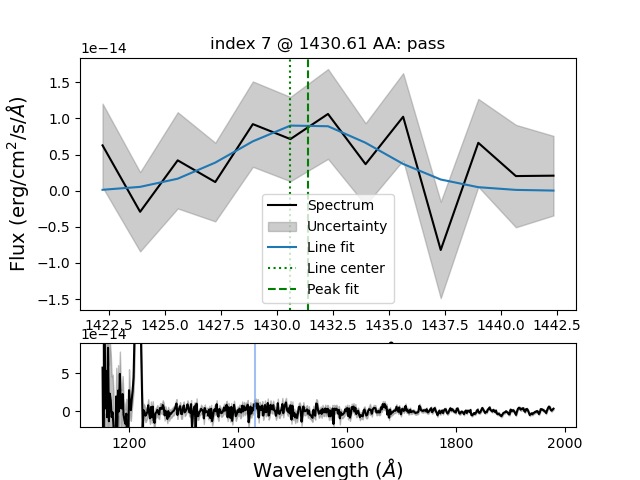 index 7 @ 1430.61 AA: pass
1e−14
1.5
1.0
0.5
0.0
−0.5
−1.0
−1.5
Flux (erg/cm²/s/Å)
Spectrum
Uncertainty
Line fit
Line center
Peak fit
1422.5 1425.0 1427.5 1430.0 1432.5 1435.0 1437.5 1440.0 1442.5
1e−14
5
0
1200 1400 1600 1800 2000
Wavelength (Å)